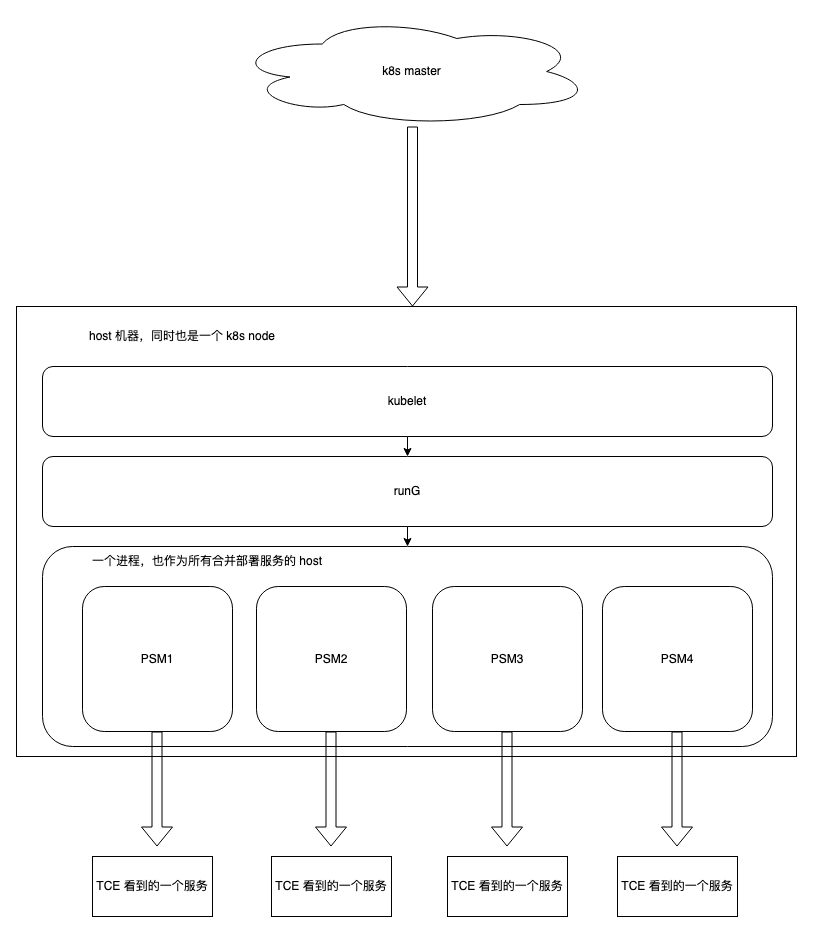 k8s master
host 机器，同时也是一个 k8s node
kubelet
runG
一个进程，也作为所有合并部署服务的 host
PSM1
PSM2
PSM3
PSM4
TCE 看到的一个服务
TCE 看到的一个服务
TCE 看到的一个服务
TCE 看到的一个服务